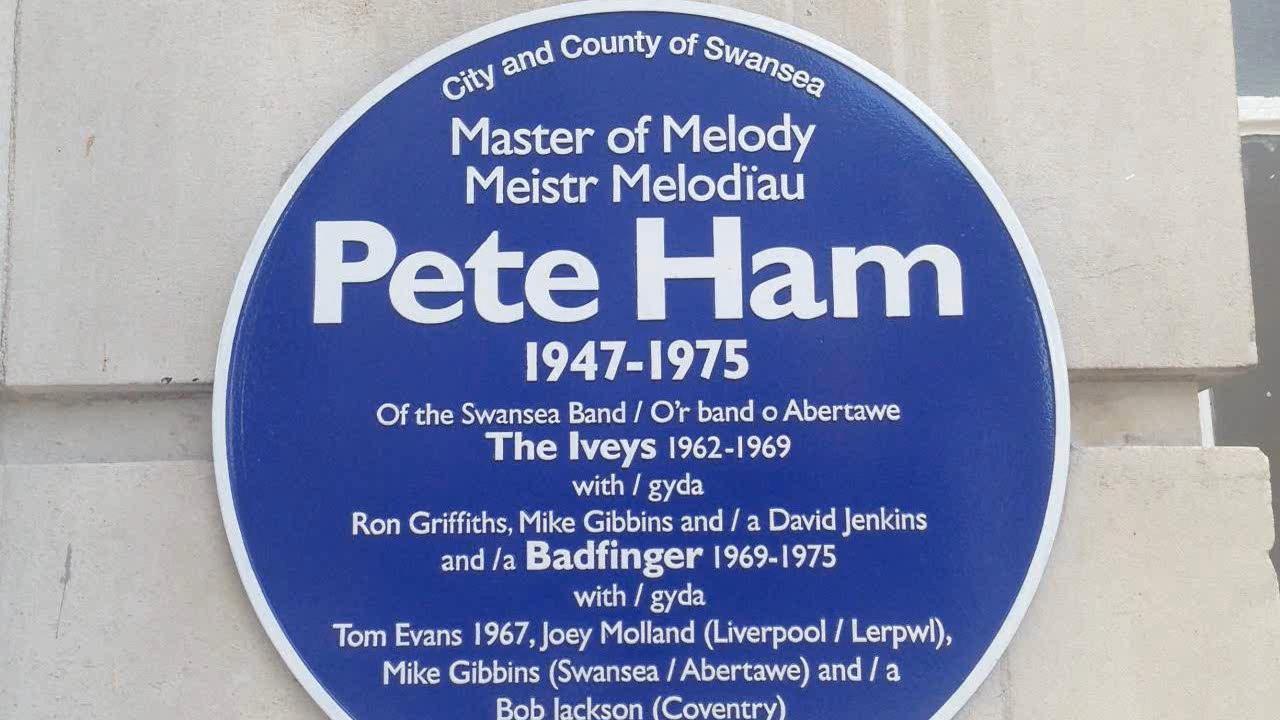 City and County of Swansea
Master of Melody
Meistr Melodïau
Pete Ham
1947-1975
Of the Swansea Band / O'r band o Abertawe
The Iveys 1962-1969
with / gyda
Ron Griffiths, Mike Gibbins and / a David Jenkins
and /a Badfinger 1969-1975
with / gyda
Tom Evans 1967, Joey Molland (Liverpool / Lerpwl),
Mike Gibbins (Swansea / Abertawe) and / a
Bob Jackson (Coventry)